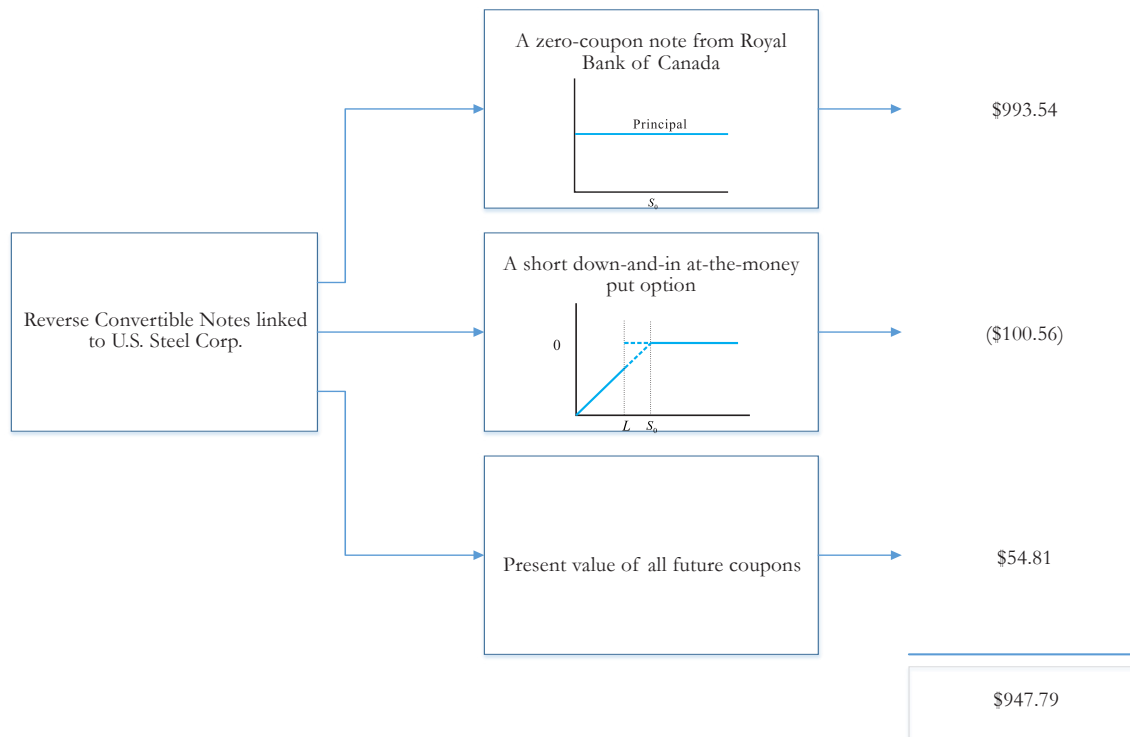 A zero-coupon note from Royal
Bank of Canada
Principal
S₀
$993.54
Reverse Convertible Notes linked
to U.S. Steel Corp.
A short down-and-in at-the-money
put option
0
L S₀
($100.56)
Present value of all future coupons
$54.81
$947.79